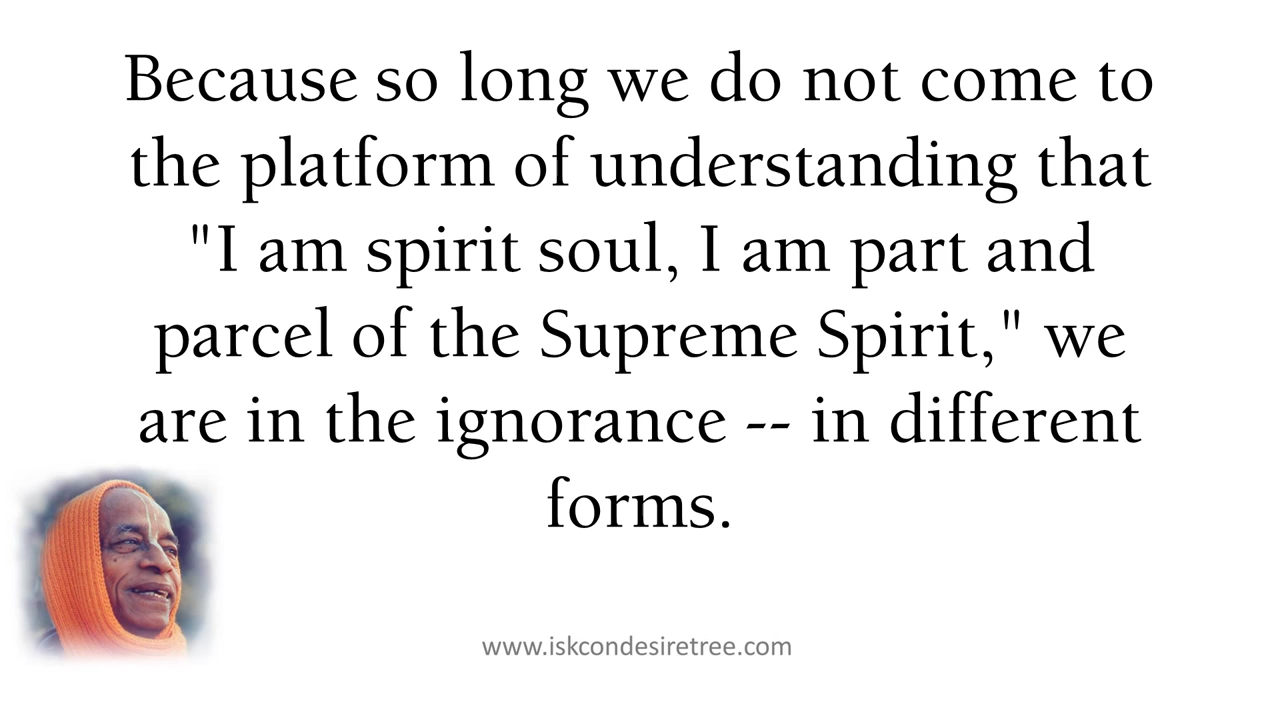 Because so long we do not come to
the platform of understanding that
"I am spirit soul, I am part and
parcel of the Supreme Spirit," we
are in the ignorance -- in different
forms.
www.iskcondesiretree.com